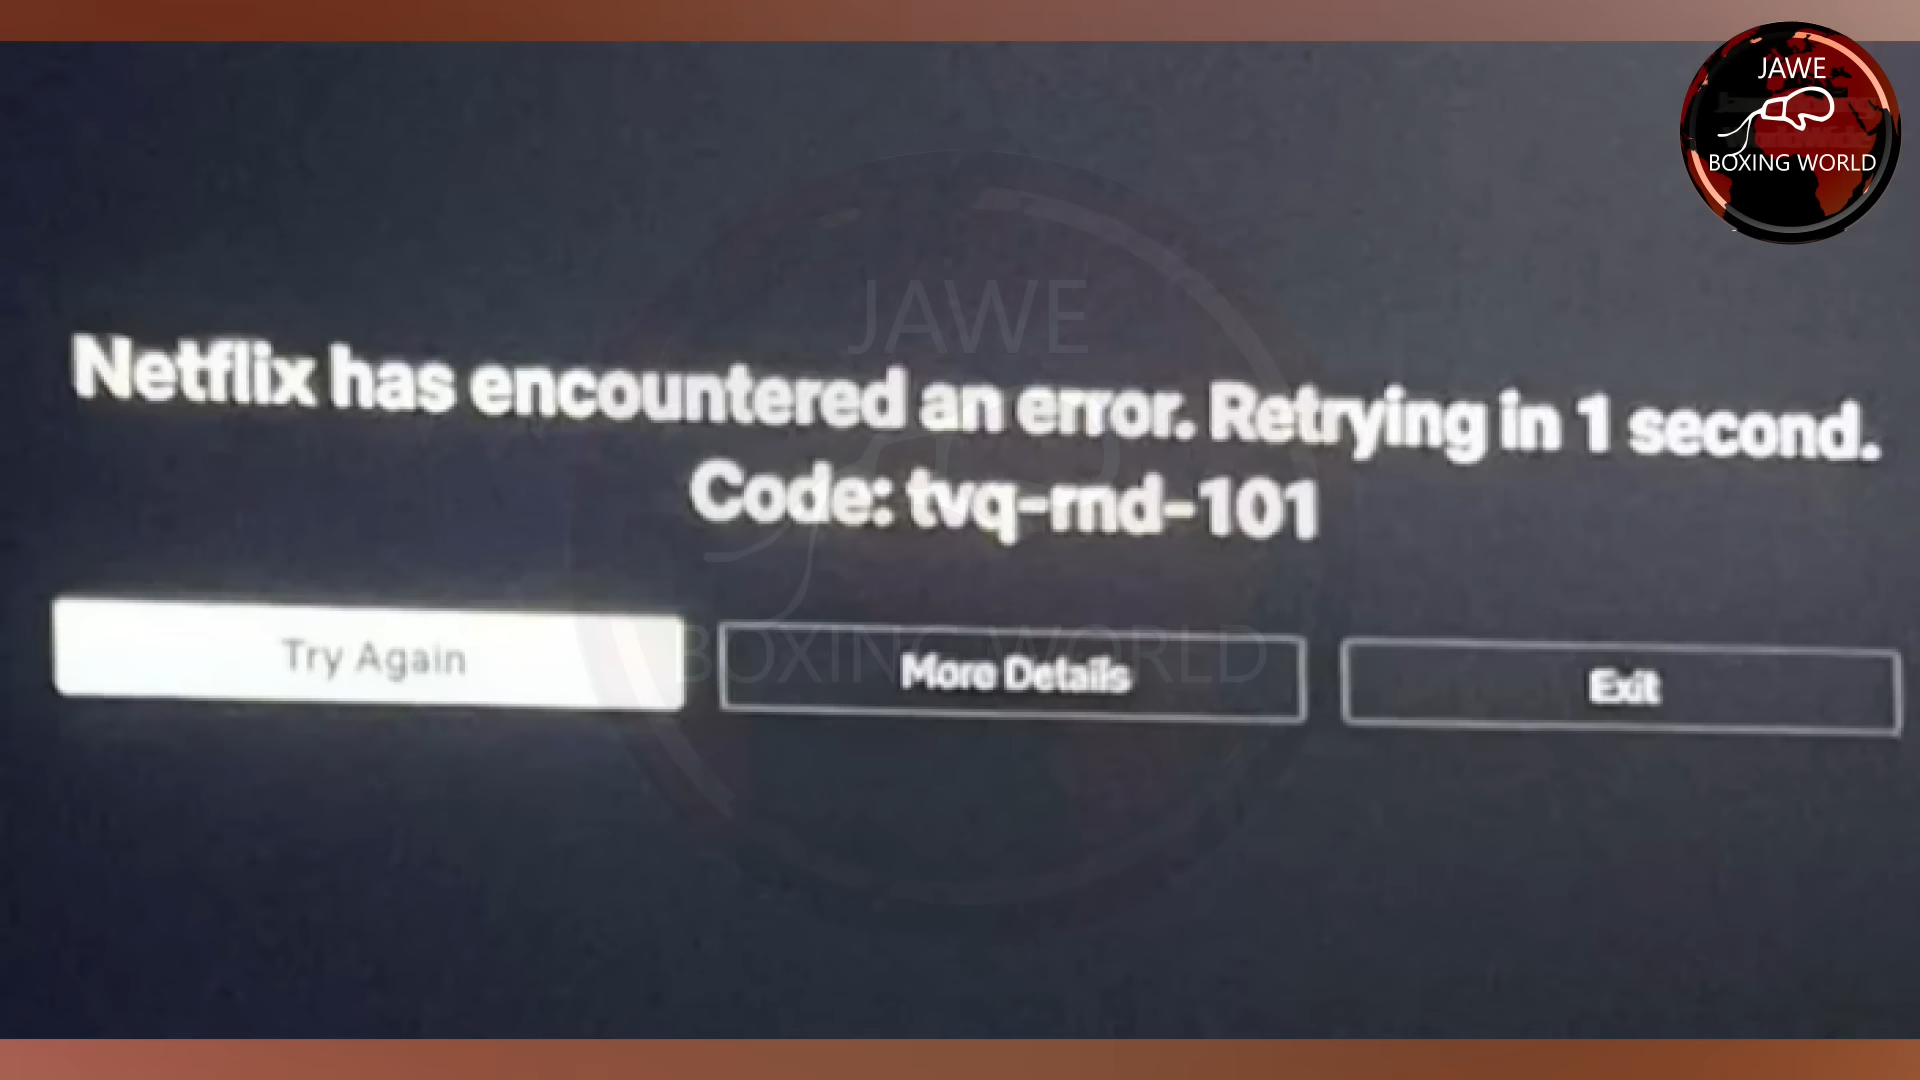 JAWE
BOXING WORLD
Netflix has encountered an error. Retrying in 1 second.
Code: tvq-rnd-101
Try Again
More Details
Exit
JAWE
BOXING WORLD